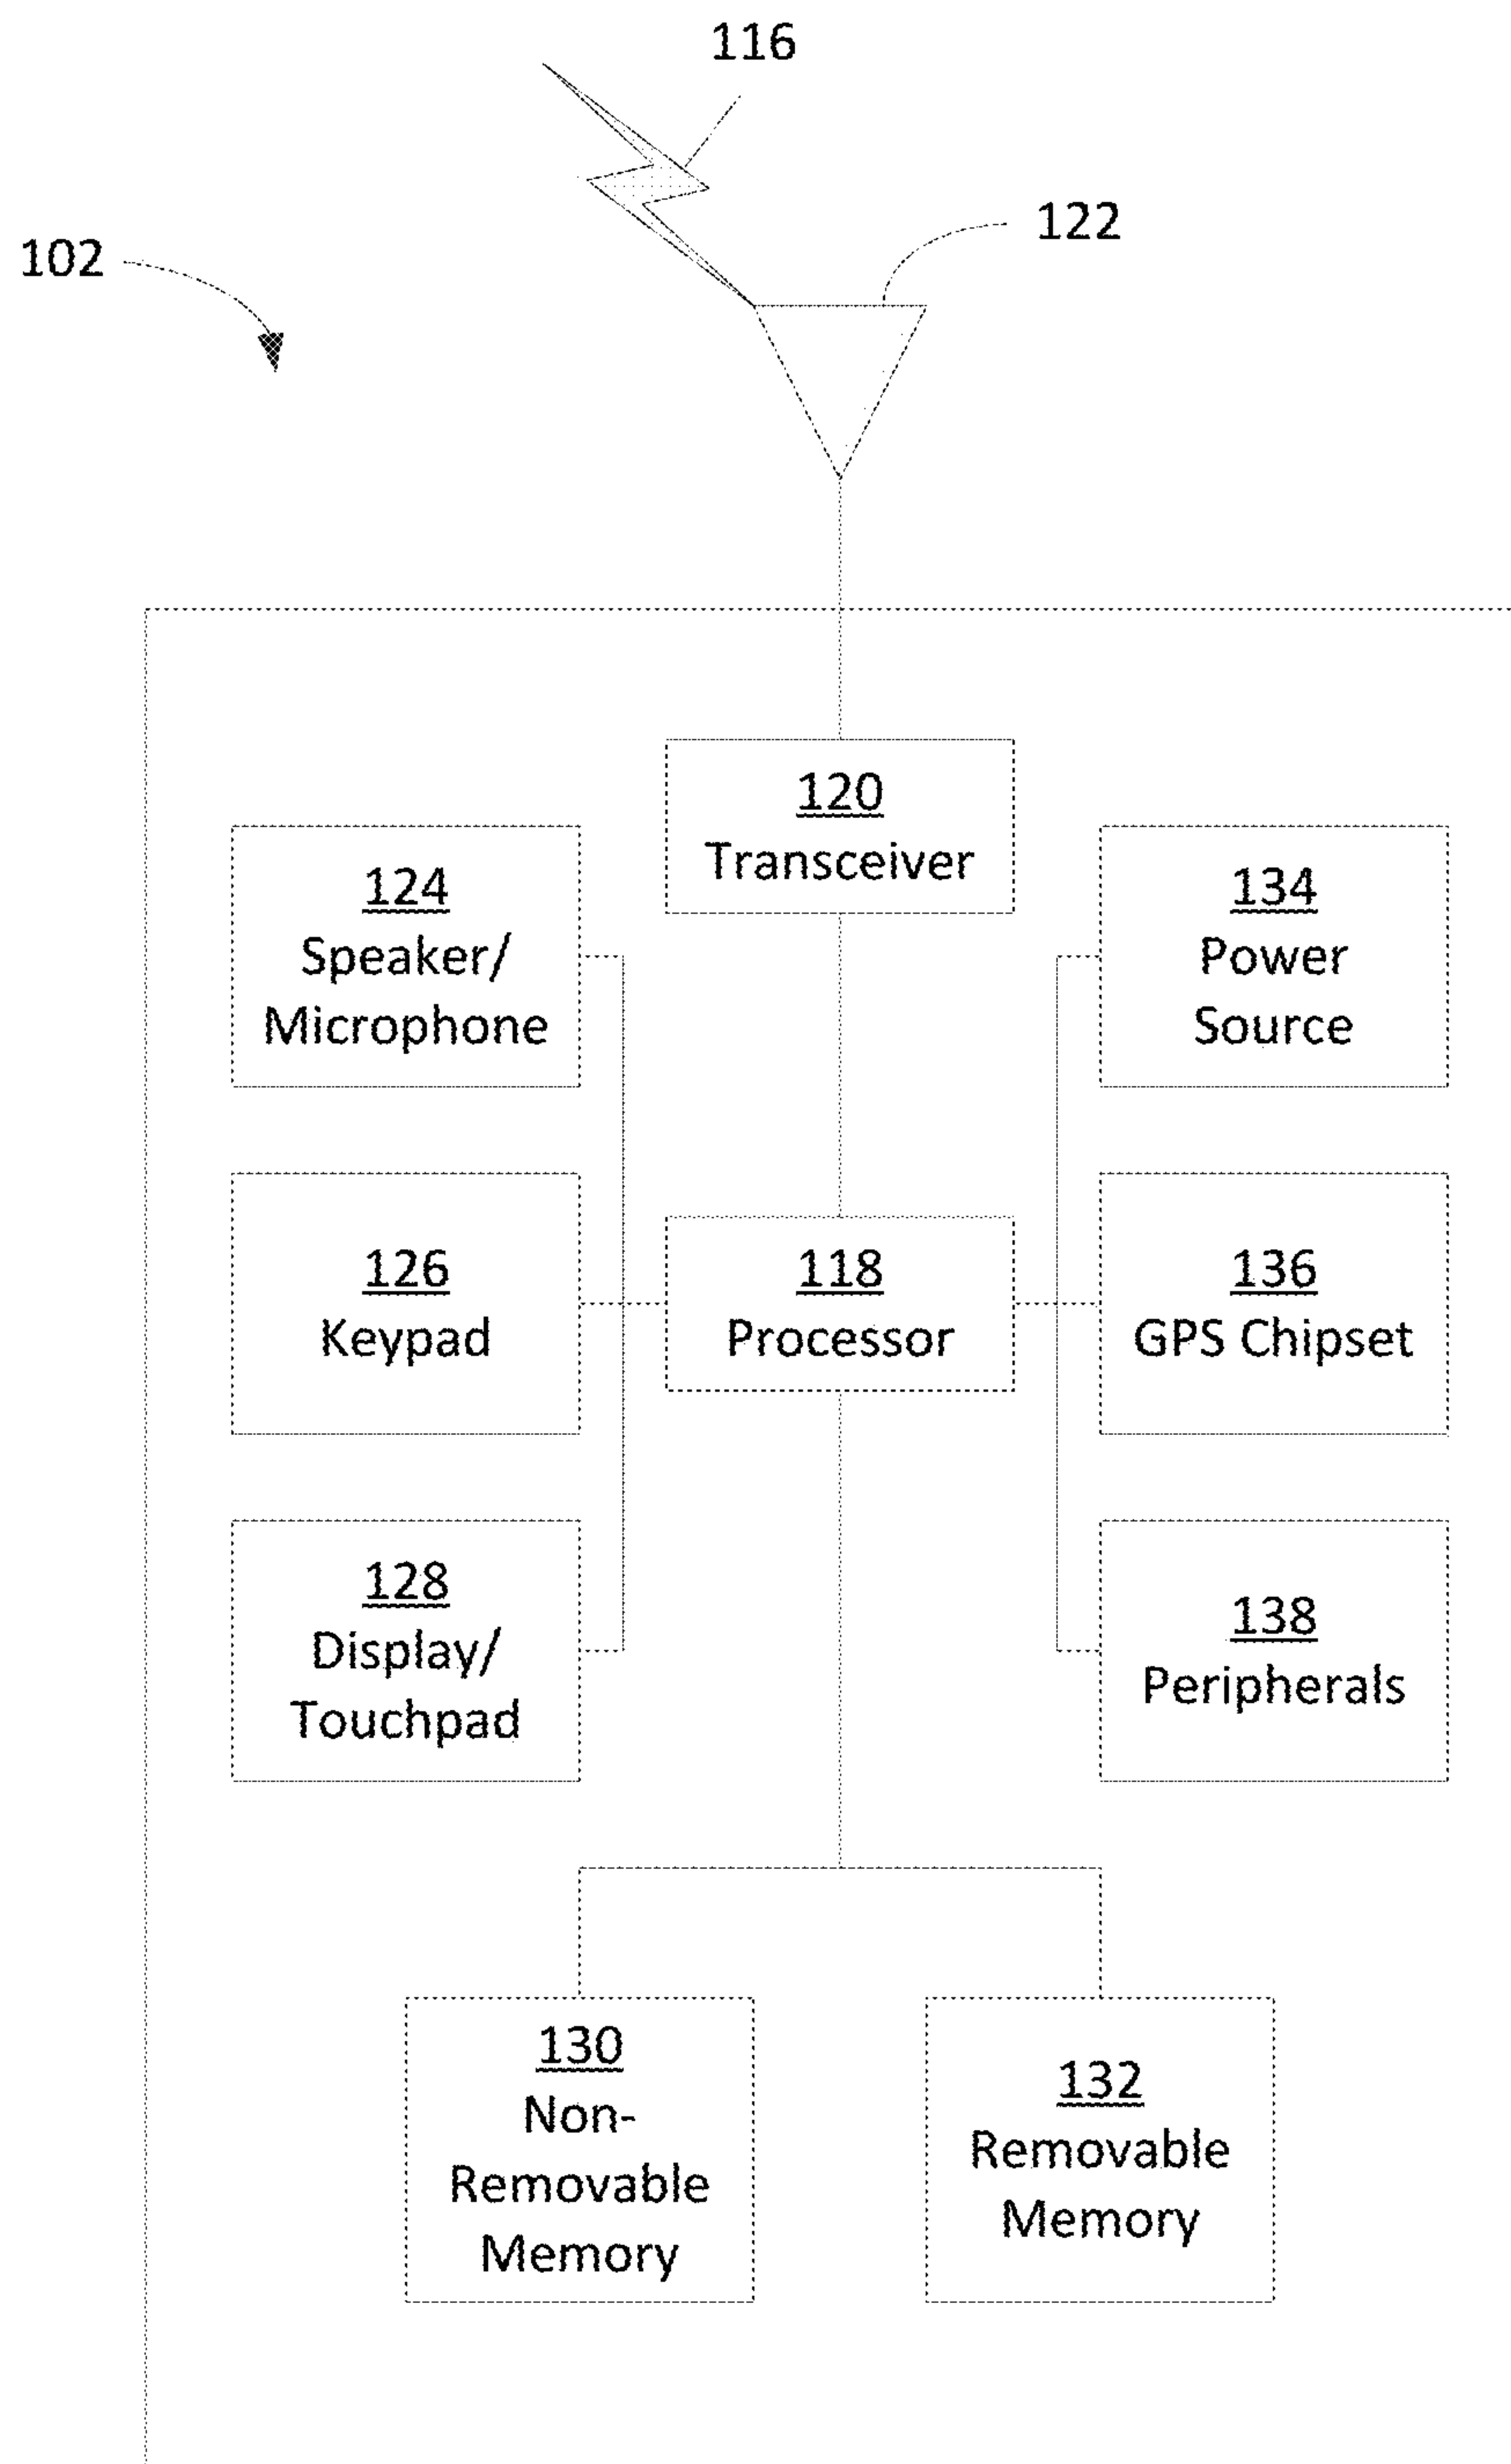 116
122
102
120
Transceiver
124
Speaker/
Microphone
134
Power
Source
126
Keypad
118
Processor
136
GPS Chipset
128
Display/
Touchpad
138
Peripherals
130
Non-
Removable
Memory
132
Removable
Memory